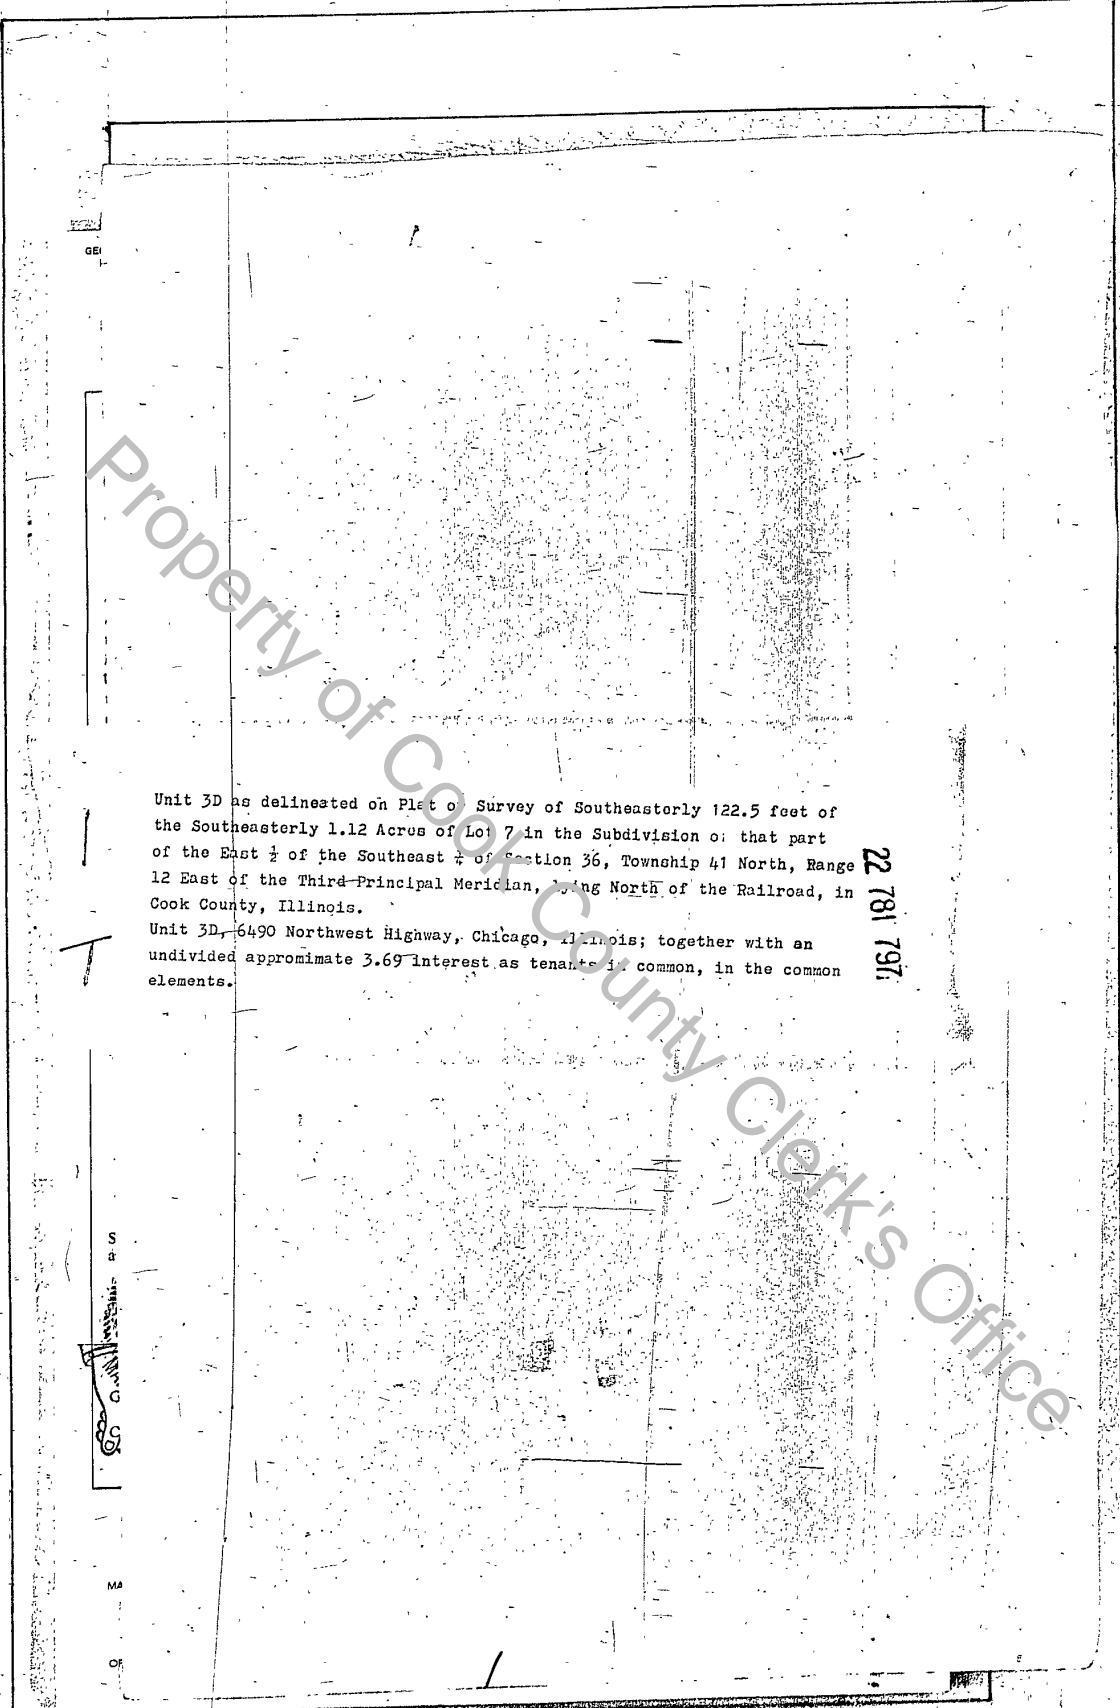 GE
Unit 3D as delineated on Plat of Survey of Southeasterly 122.5 feet of
the Southeasterly 1.12 Acres of Lot 7 in the Subdivision of that part
of the East ½ of the Southeast ¼ of Section 36, Township 41 North, Range
12 East of the Third Principal Meridian, lying North of the Railroad, in
Cook County, Illinois.
Unit 3D, 6490 Northwest Highway, Chicago, Illinois; together with an
undivided appromimate 3.69 interest as tenants in common, in the common
elements.
22 781 797
S
a
MA
OF
Property of Cook County Clerk's Office